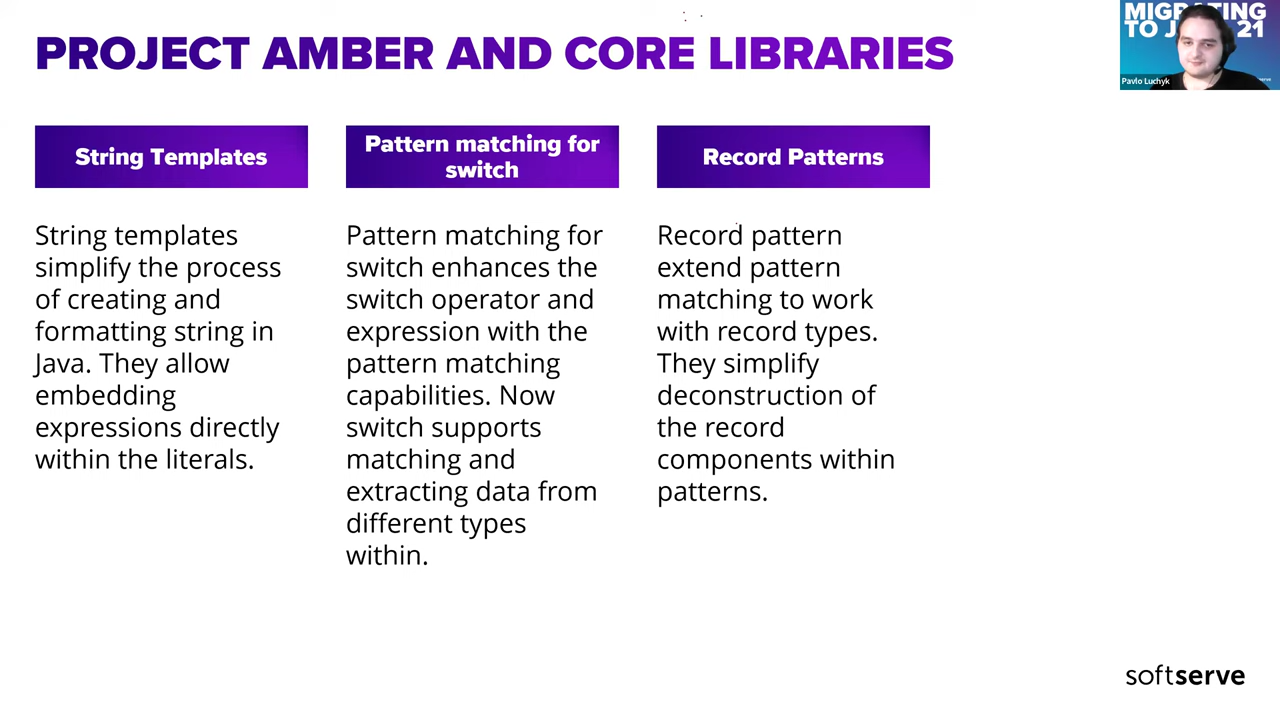 PROJECT AMBER AND CORE LIBRARIES
String Templates
String templates
simplify the process
of creating and
formatting string in
Java. They allow
embedding
expressions directly
within the literals.
Pattern matching for
switch
Pattern matching for
switch enhances the
switch operator and
expression with the
pattern matching
capabilities. Now
switch supports
matching and
extracting data from
different types
within.
Record Patterns
Record pattern
extend pattern
matching to work
with record types.
They simplify
deconstruction of
the record
components within
patterns.
MIGRATING
TO J 21
Pavlo Luchyk
softserve